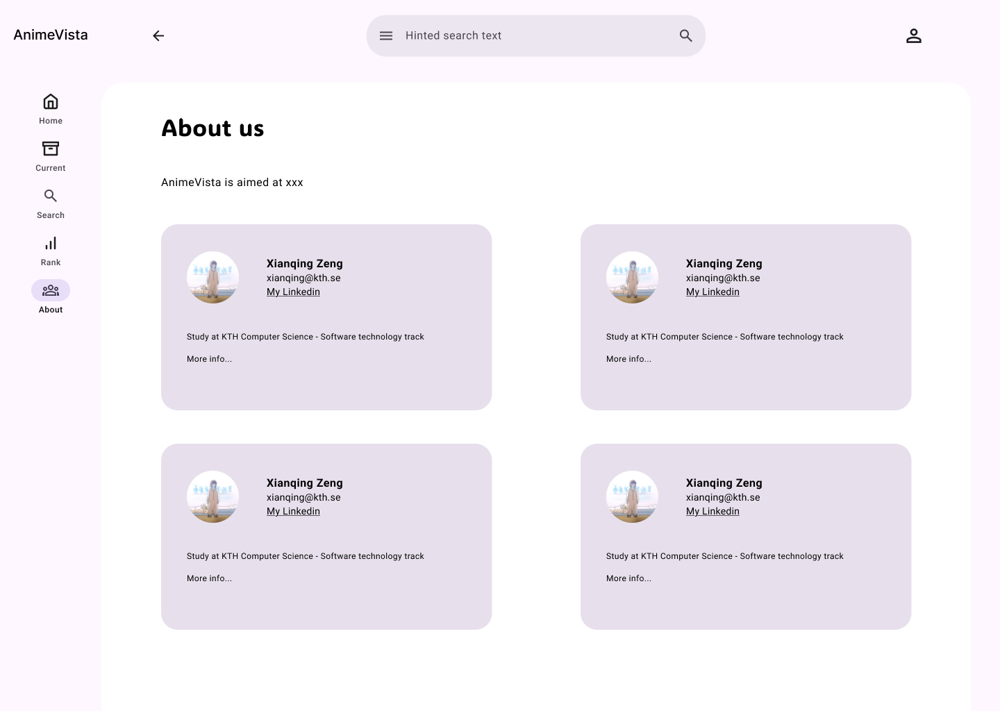 AnimeVista
Hinted search text
Home
Current
Search
Rank
About
About us
AnimeVista is aimed at xxx
Xianqing Zeng
xianqing@kth.se
My Linkedin
Study at KTH Computer Science - Software technology track
More info...
Xianqing Zeng
xianqing@kth.se
My Linkedin
Study at KTH Computer Science - Software technology track
More info...
Xianqing Zeng
xianqing@kth.se
My Linkedin
Study at KTH Computer Science - Software technology track
More info...
Xianqing Zeng
xianqing@kth.se
My Linkedin
Study at KTH Computer Science - Software technology track
More info...